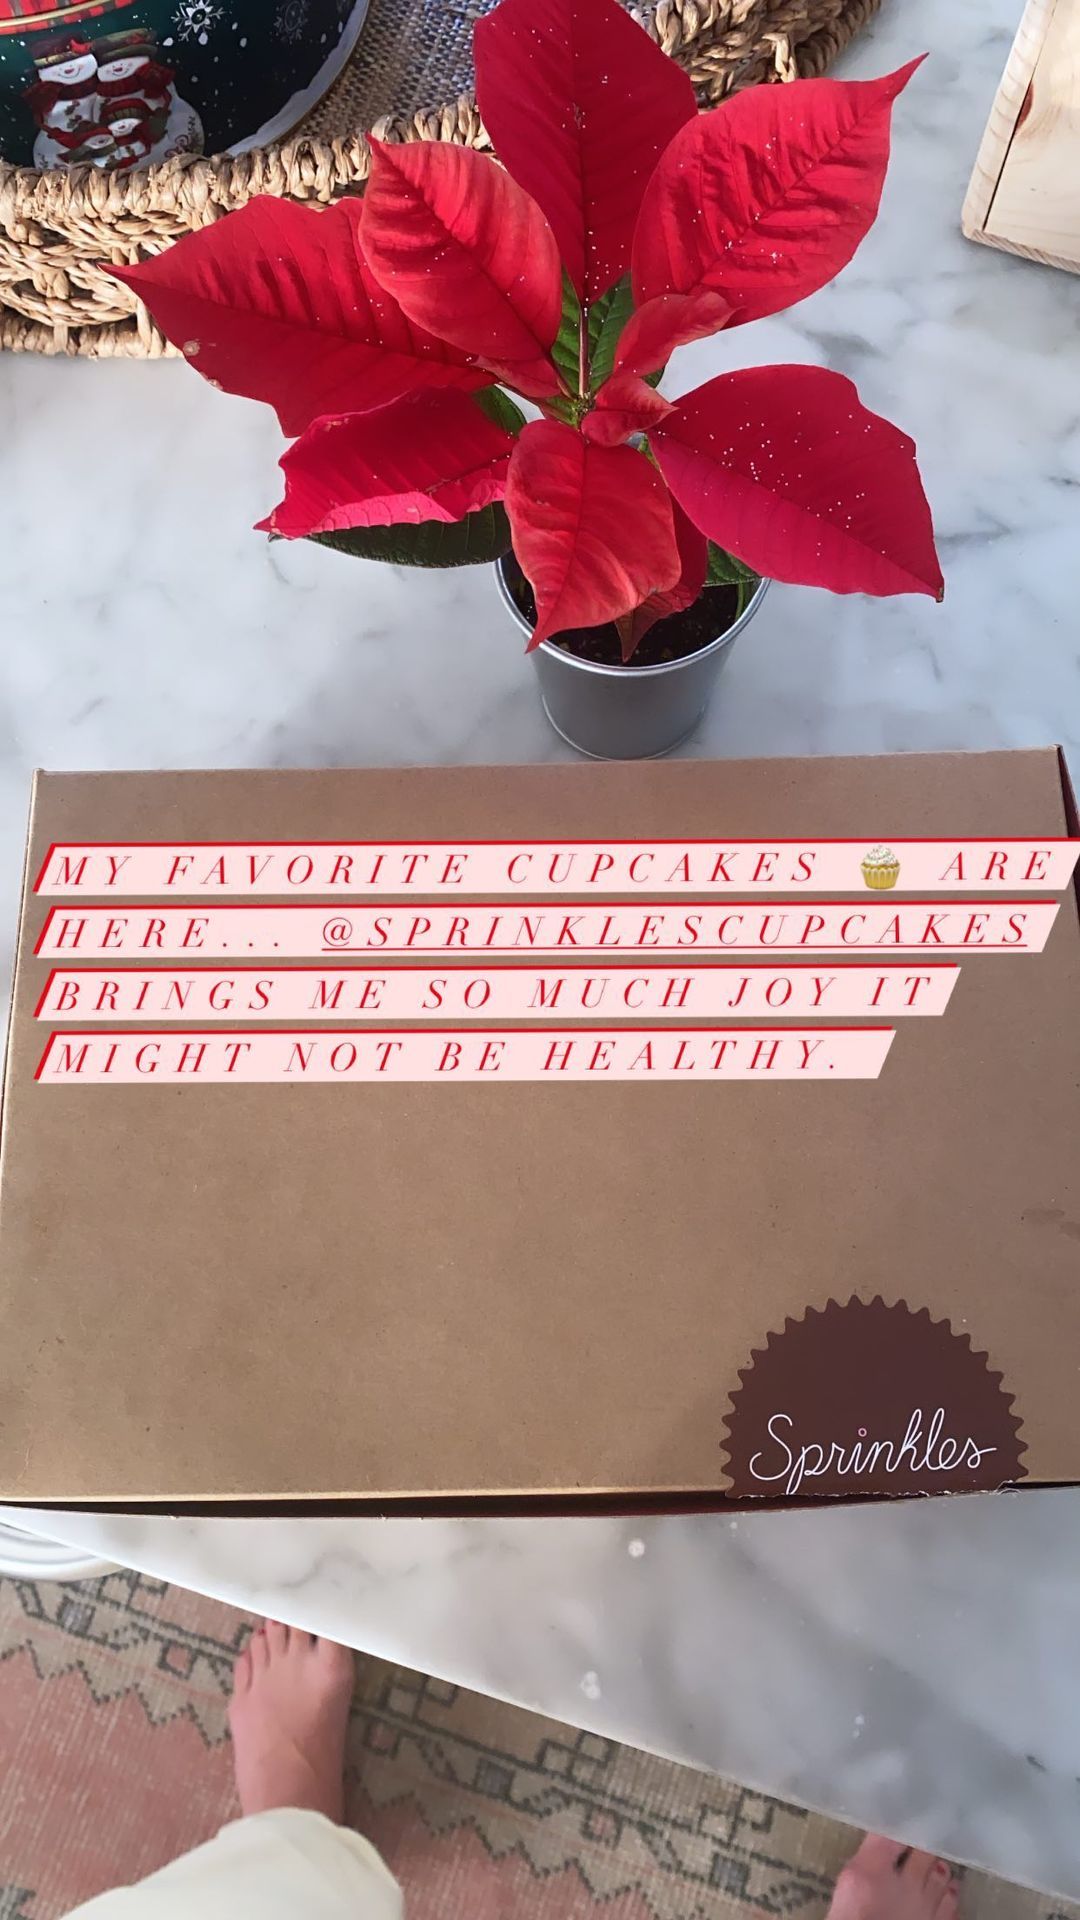 MY FAVORITE CUPCAKES 🧁 ARE
HERE... @SPRINKLESCUPCAKES
BRINGS ME SO MUCH JOY IT
MIGHT NOT BE HEALTHY.
Sprinkles